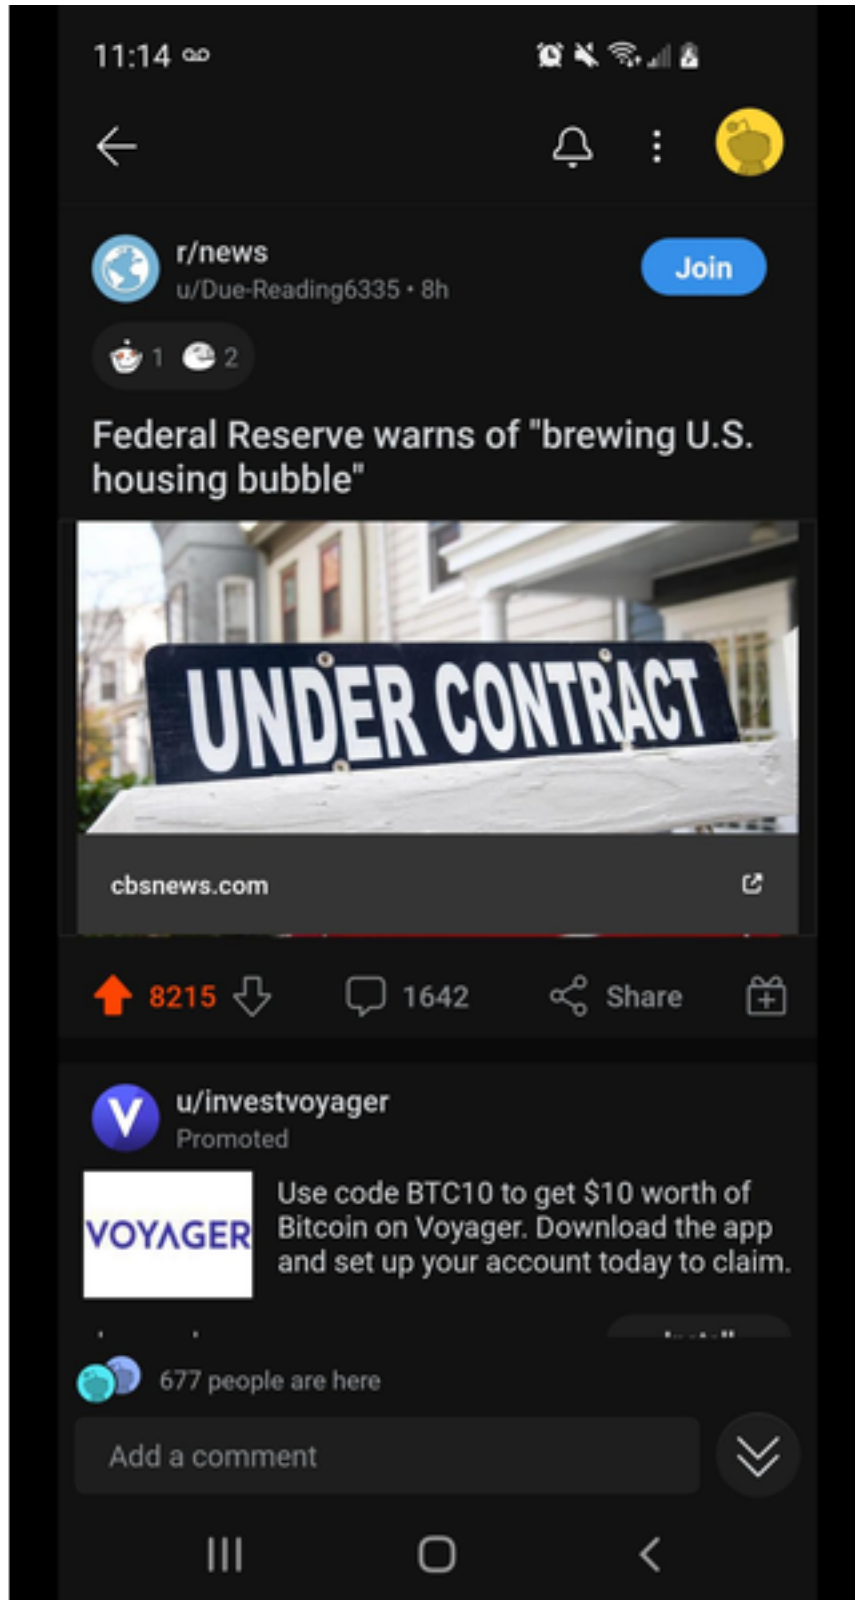 11:14
r/news
u/Due-Reading6335 • 8h
Join
1 2
Federal Reserve warns of "brewing U.S.
housing bubble"
UNDER CONTRACT
cbsnews.com
8215
1642
Share
V
u/investvoyager
Promoted
VOYAGER
Use code BTC10 to get $10 worth of
Bitcoin on Voyager. Download the app
and set up your account today to claim.
677 people are here
Add a comment